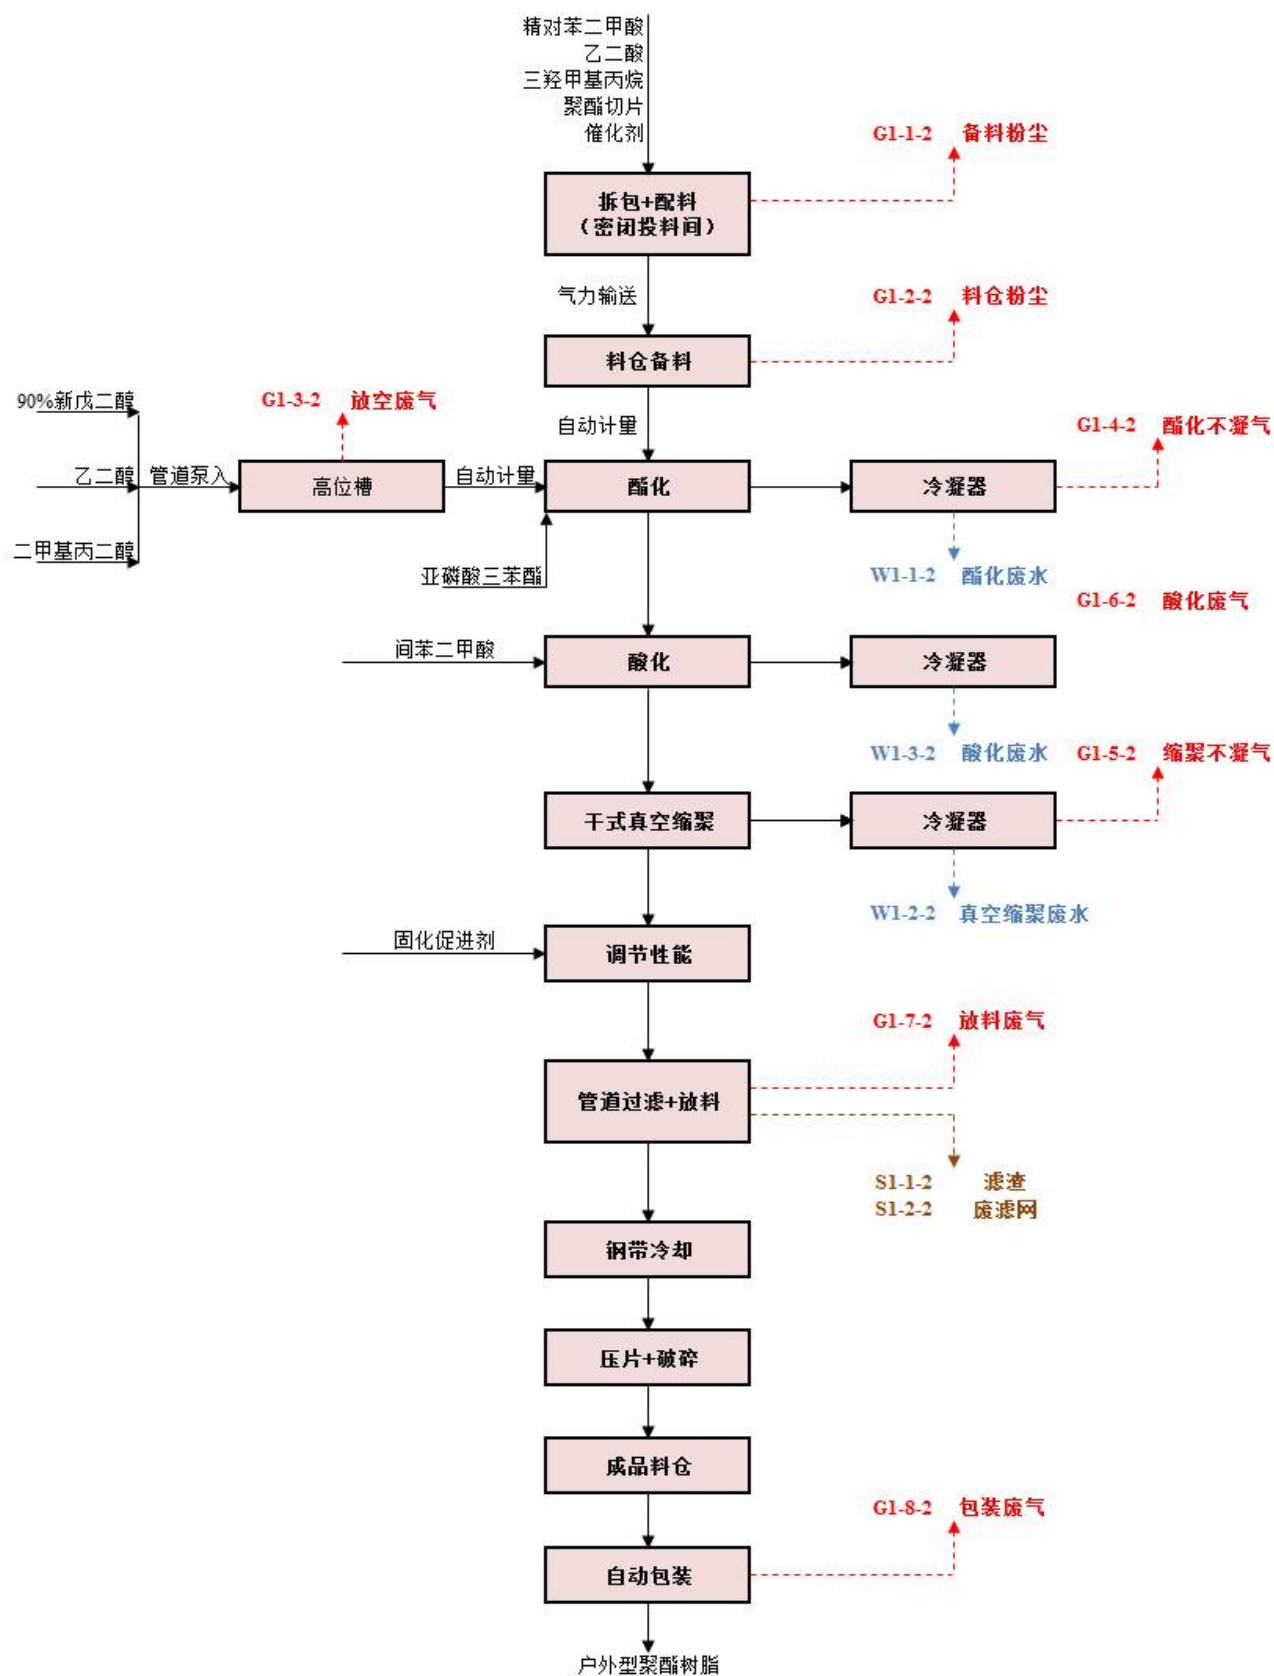 精对苯二甲酸
乙二酸
三羟甲基丙烷
聚酯切片
催化剂
G1-1-2 备料粉尘
拆包+配料
（密闭投料间）
气力输送
G1-2-2 料仓粉尘
料仓备料
90%新戊二醇
G1-3-2 放空废气
自动计量
G1-4-2 酯化不凝气
乙二醇
管道泵入
高位槽
自动计量
酯化
冷凝器
二甲基丙二醇
亚磷酸三苯酯
W1-1-2 酯化废水
G1-6-2 酸化废气
间苯二甲酸
酸化
冷凝器
W1-3-2 酸化废水
G1-5-2 缩聚不凝气
干式真空缩聚
冷凝器
W1-2-2 真空缩聚废水
固化促进剂
调节性能
G1-7-2 放料废气
管道过滤+放料
S1-1-2 滤渣
S1-2-2 废滤网
钢带冷却
压片+破碎
成品料仓
G1-8-2 包装废气
自动包装
户外型聚酯树脂